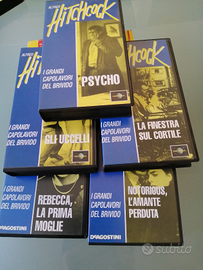 ALFRED
HITCHCOCK
I GRANDI
CAPOLAVORI
DEL BRIVIDO
PSYCHO
I GRANDI
CAPOLAVORI
DEL BRIVIDO
GLI UCCELLI
HITCHCOCK
I GRANDI
CAPOLAVORI
DEL BRIVIDO
LA FINESTRA
SUL CORTILE
I GRANDI
CAPOLAVORI
DEL BRIVIDO
REBECCA,
LA PRIMA
MOGLIE
DEAGOSTINI
I GRANDI
CAPOLAVORI
DEL BRIVIDO
NOTORIOUS,
L'AMANTE
PERDUTA
DEAGOSTINI
subito